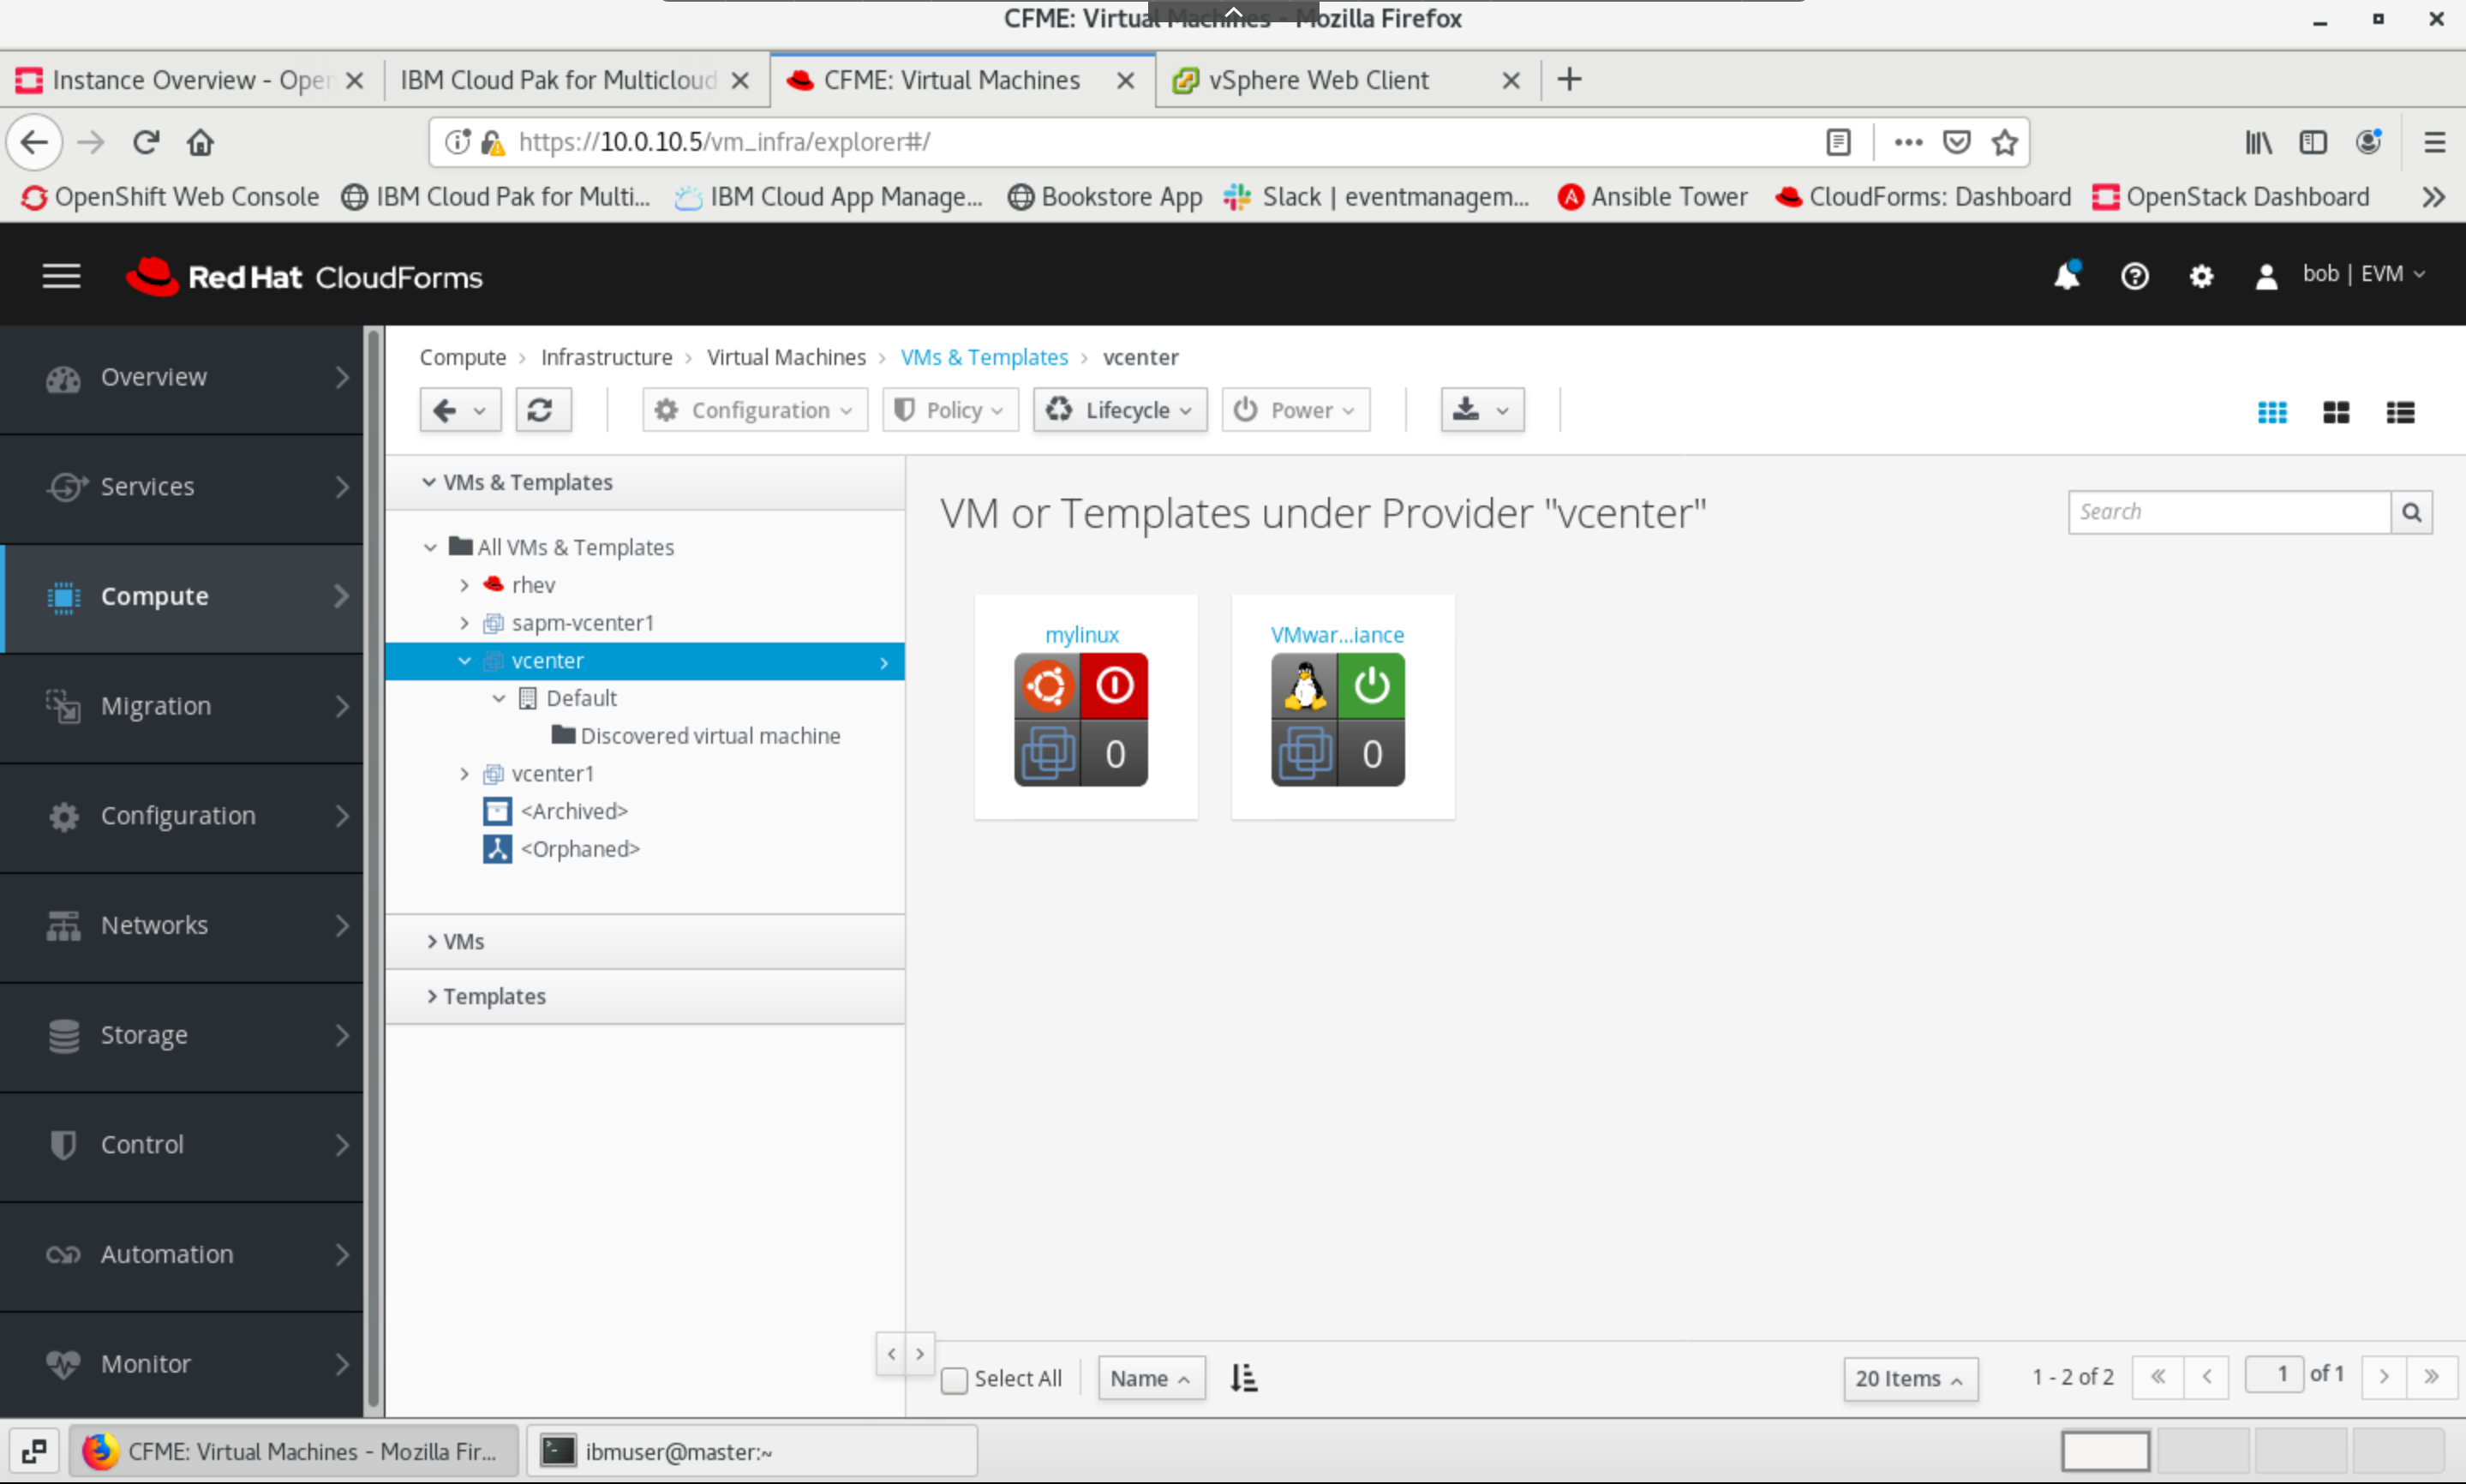 CFME: Virtual Machines - Mozilla Firefox
Instance Overview - Oper
IBM Cloud Pak for Multicloud
CFME: Virtual Machines
vSphere Web Client
https://10.0.10.5/vm_infra/explorer#/
OpenShift Web Console
IBM Cloud Pak for Multi...
IBM Cloud App Manage...
Bookstore App
Slack | eventmanagem...
Ansible Tower
CloudForms: Dashboard
OpenStack Dashboard
Red Hat CloudForms
bob | EVM
Overview
Services
Compute
Migration
Configuration
Networks
Storage
Control
Automation
Monitor
Compute > Infrastructure > Virtual Machines > VMs & Templates > vcenter
Configuration
Policy
Lifecycle
Power
VMs & Templates
All VMs & Templates
rhev
sapm-vcenter1
vcenter
Default
Discovered virtual machine
vcenter1
<Archived>
<Orphaned>
VMs
Templates
VM or Templates under Provider "vcenter"
Search
mylinux
0
VMwar...iance
0
Select All
Name
20 Items
1 - 2 of 2
1 of 1
CFME: Virtual Machines - Mozilla Fir...
ibmuser@master:~